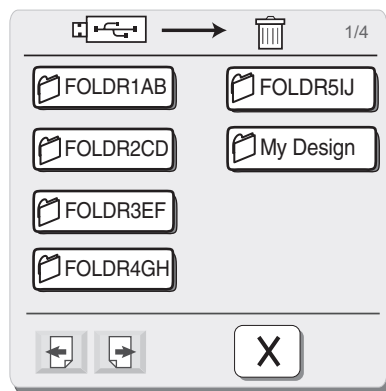 1/4
FOLDR1AB
FOLDR2CD
FOLDR3EF
FOLDR4GH
FOLDR5IJ
My Design
X